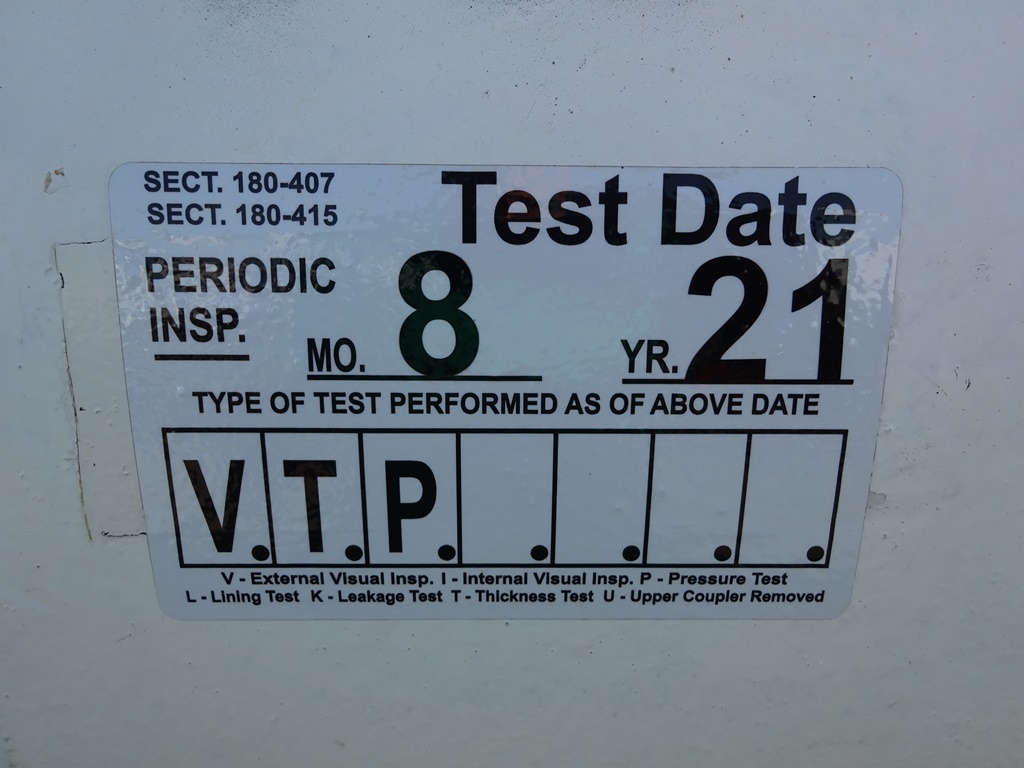 SECT. 180-407
SECT. 180-415
Test Date
PERIODIC
INSP.
MO. 8 YR. 21
TYPE OF TEST PERFORMED AS OF ABOVE DATE
V. T. P. . . . .
V - External VIsual Insp. I - Internal VIsual Insp. P - Pressure Test
L - Lining Test K - Leakage Test T - Thickness Test U - Upper Coupler Removed